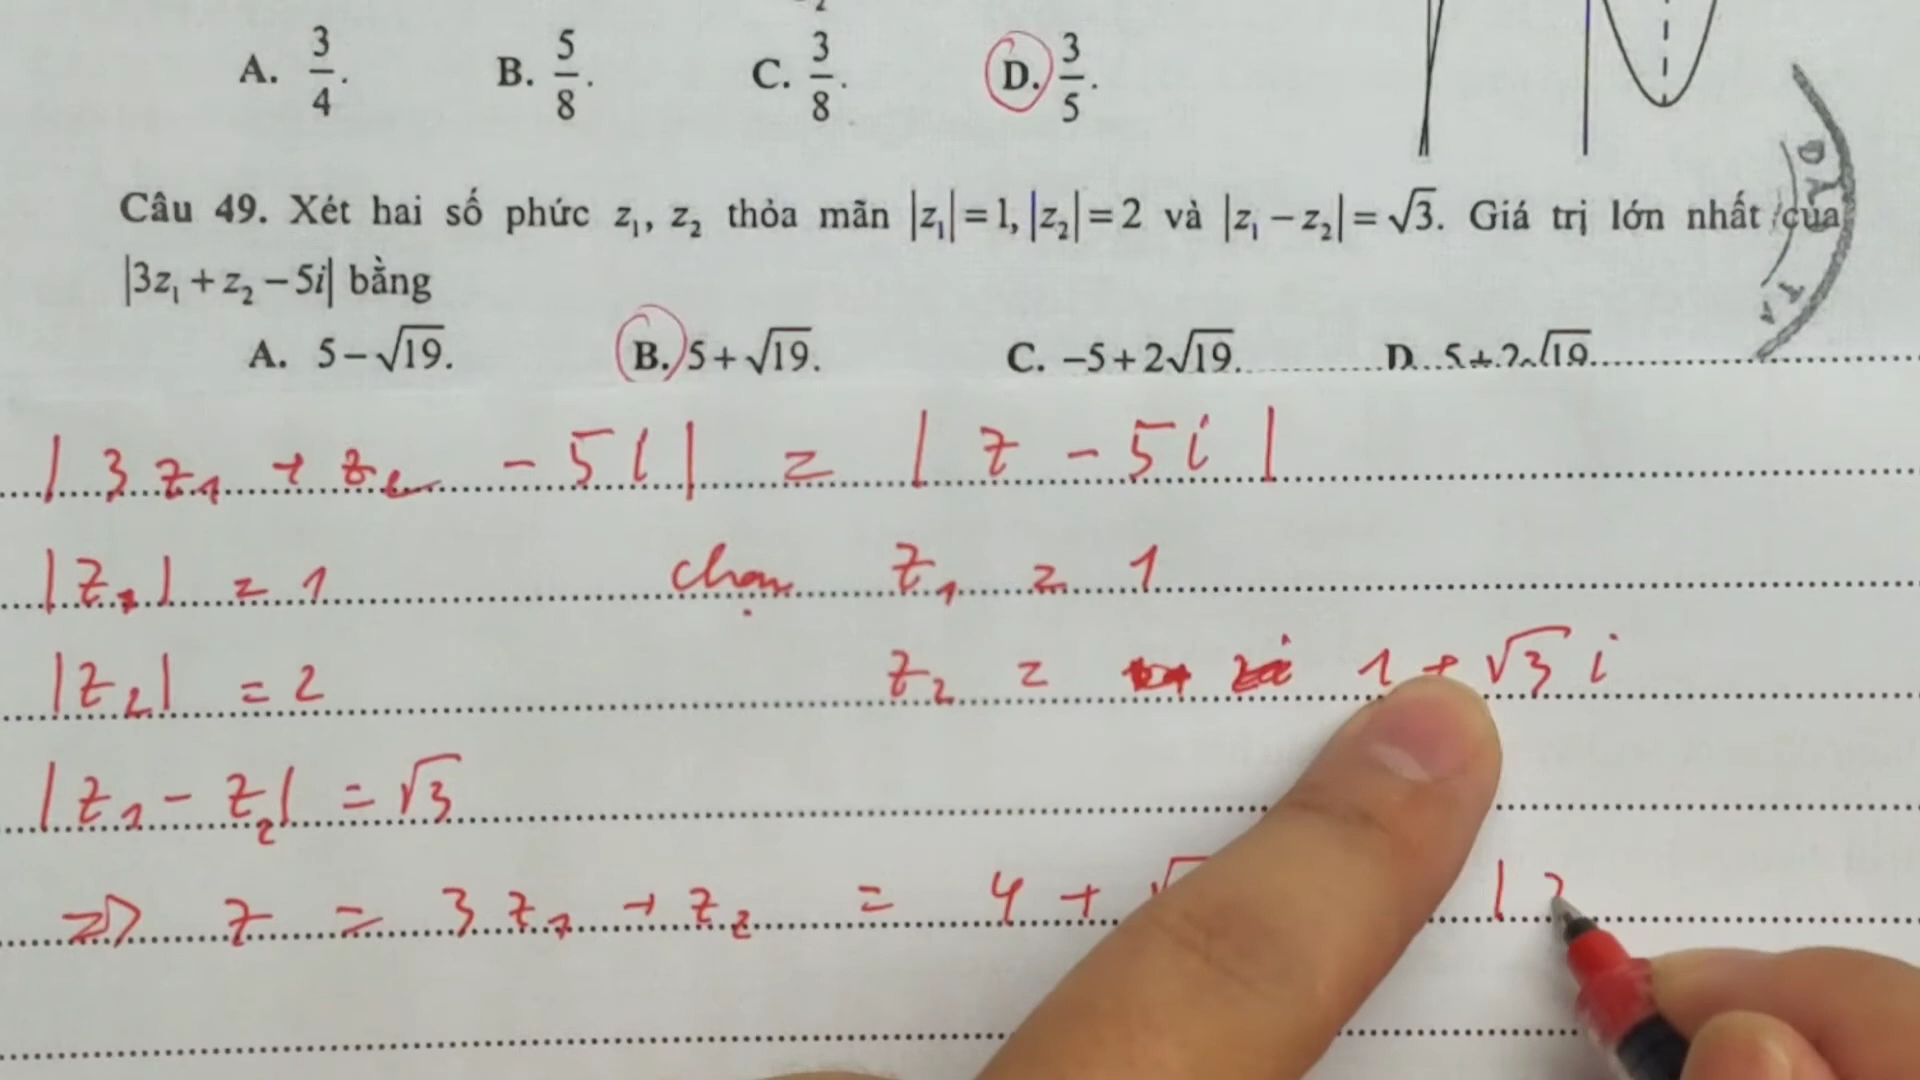 A. 3/4. B. 5/8. C. 3/8. D. 3/5.
Câu 49. Xét hai số phức z₁, z₂ thỏa mãn |z₁| = 1, |z₂| = 2 và |z₁ − z₂| = √3. Giá trị lớn nhất của
|3z₁ + z₂ − 5i| bằng
A. 5 − √19. B. 5 + √19. C. −5 + 2√19. D. 5 + 2√19.
|3z₁ + z₂ − 5i| = |z − 5i|
|z₁| = 1 chọn z₁ = 1
|z₂| = 2 z₂ = 1 + √3 i
|z₁ − z₂| = √3
=> z = 3z₁ + z₂ = 4 + √ |z